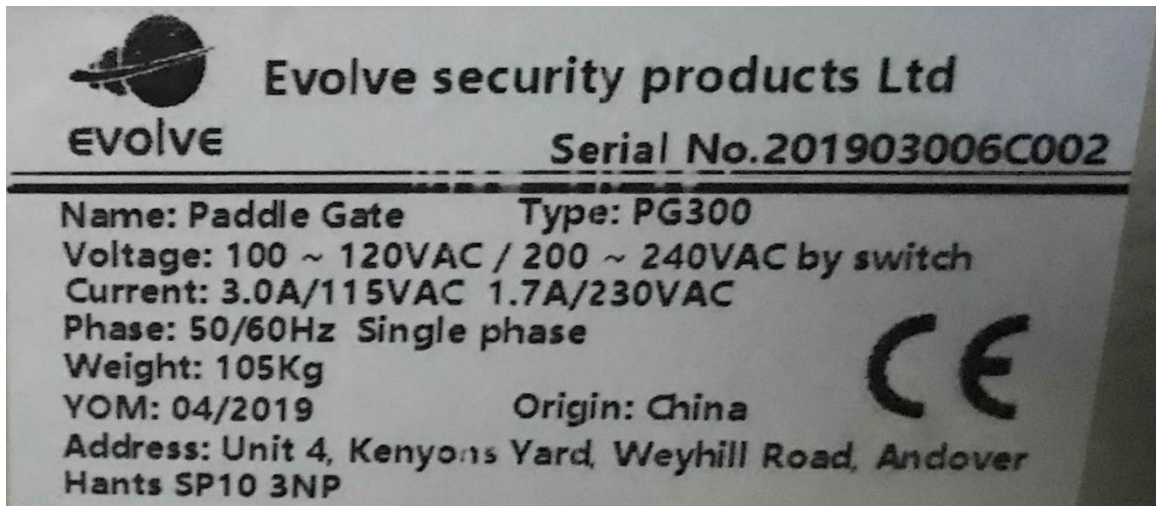 Evolve security products Ltd
EVOLVE
Serial No.201903006C002
Name: Paddle Gate Type: PG300
Voltage: 100 ~ 120VAC / 200 ~ 240VAC by switch
Current: 3.0A/115VAC 1.7A/230VAC
Phase: 50/60Hz Single phase
Weight: 105Kg
YOM: 04/2019 Origin: China
CE
Address: Unit 4, Kenyons Yard, Weyhill Road, Andover
Hants SP10 3NP